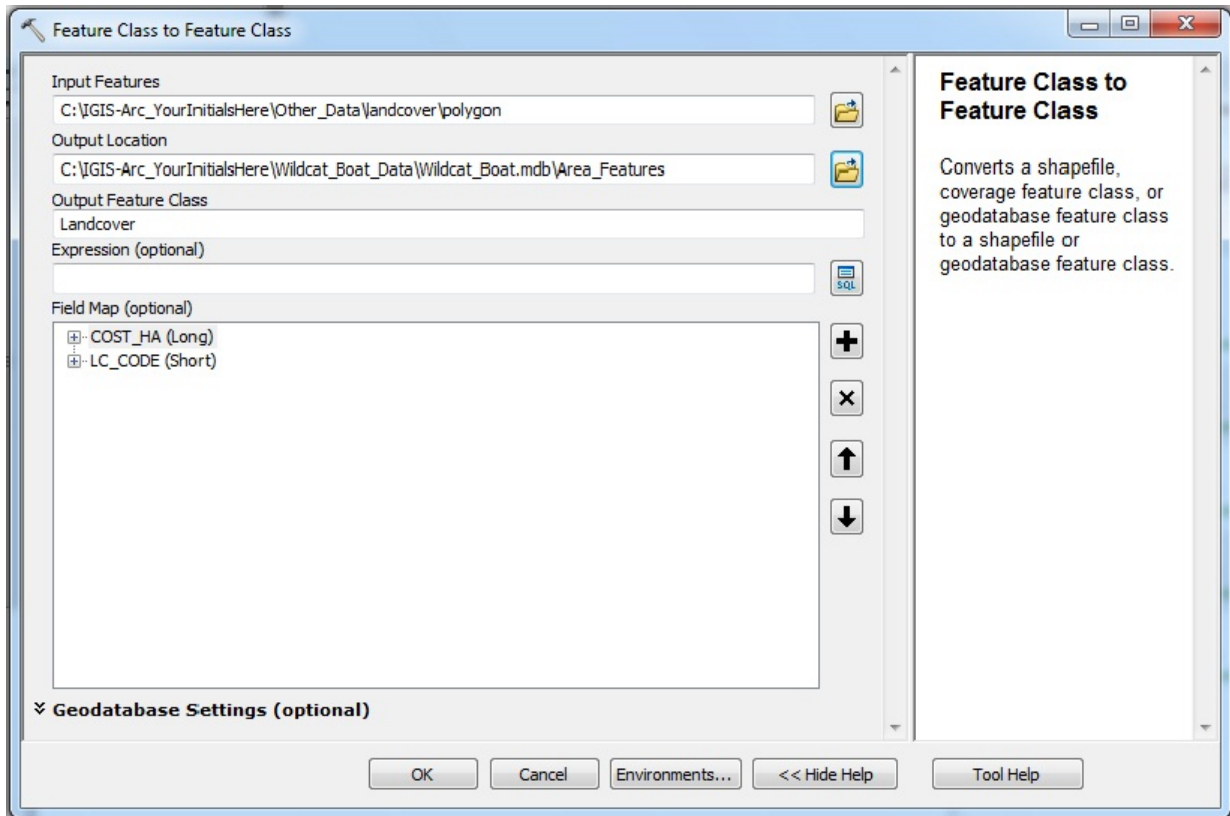 Feature Class to Feature Class
Input Features
C:\IGIS-Arc_YourInitialsHere\Other_Data\landcover\polygon
Output Location
C:\IGIS-Arc_YourInitialsHere\Wildcat_Boat_Data\Wildcat_Boat.mdb\Area_Features
Output Feature Class
Landcover
Expression (optional)
SQL
Field Map (optional)
COST_HA (Long)
LC_CODE (Short)
Geodatabase Settings (optional)
OK
Cancel
Environments...
<< Hide Help
Feature Class to
Feature Class
Converts a shapefile,
coverage feature class, or
geodatabase feature class
to a shapefile or
geodatabase feature class.
Tool Help